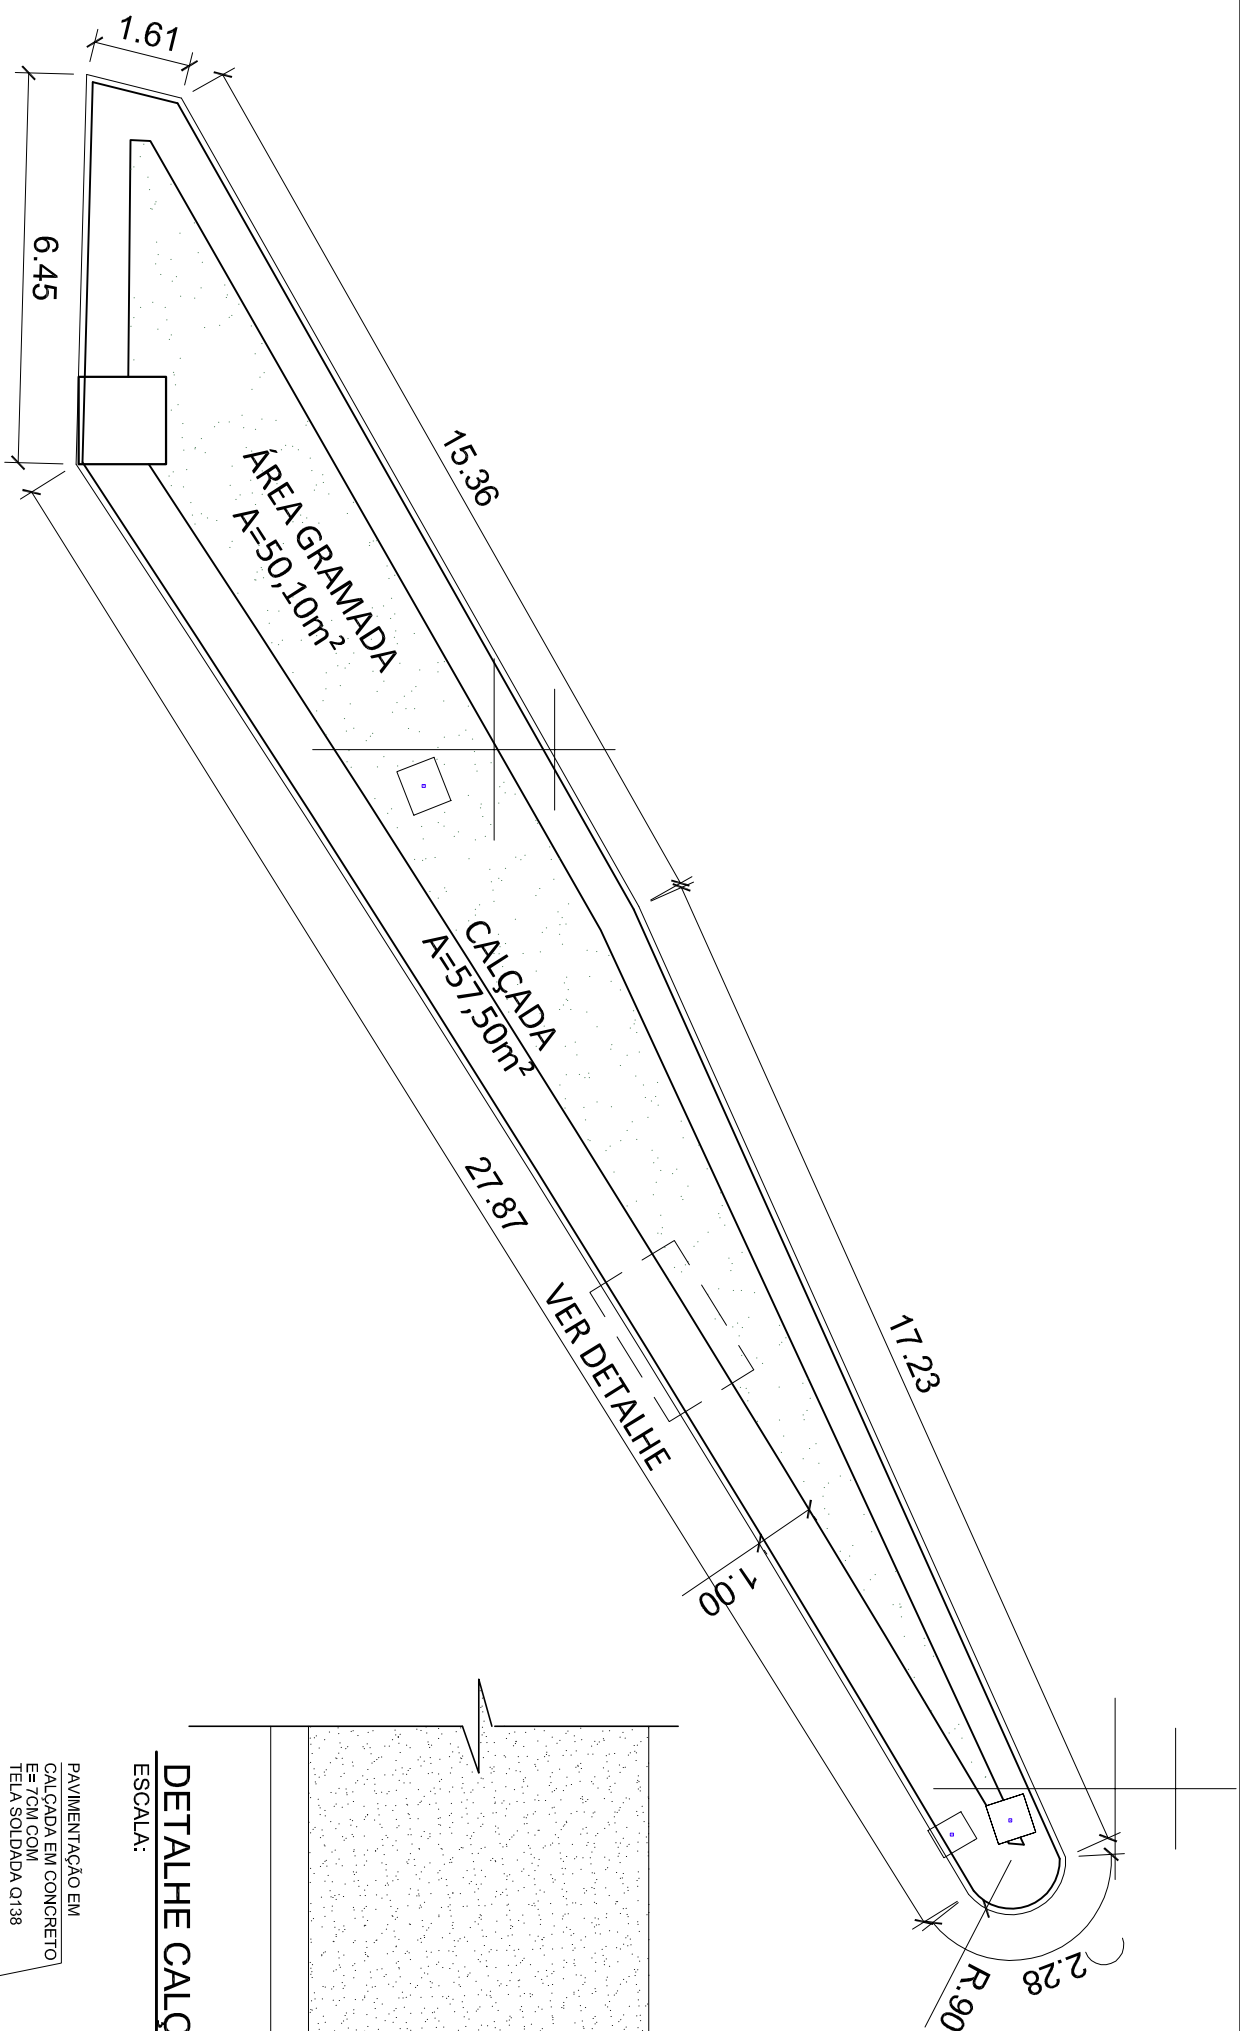 1.61
6.45
15.36
ÁREA GRAMADA
A=50,10m²
CALÇADA
A=57,50m²
27.87
VER DETALHE
17.23
1.00
2.28
R.90
DETALHE CALÇ
ESCALA:
PAVIMENTAÇÃO EM
CALÇADA EM CONCRETO
E= 7CM COM
TELA SOLDADA Q138